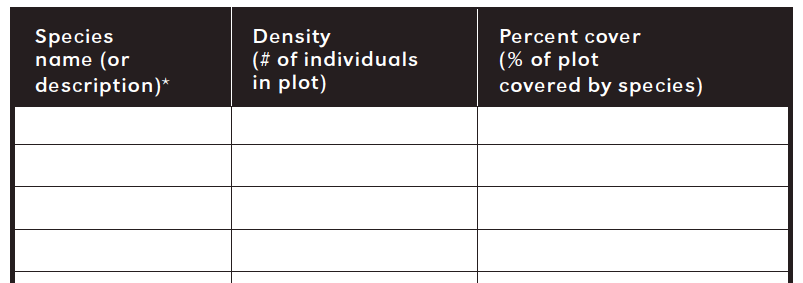 Species
name (or
description)*
Density
(# of individuals
in plot)
Percent cover
(% of plot
covered by species)